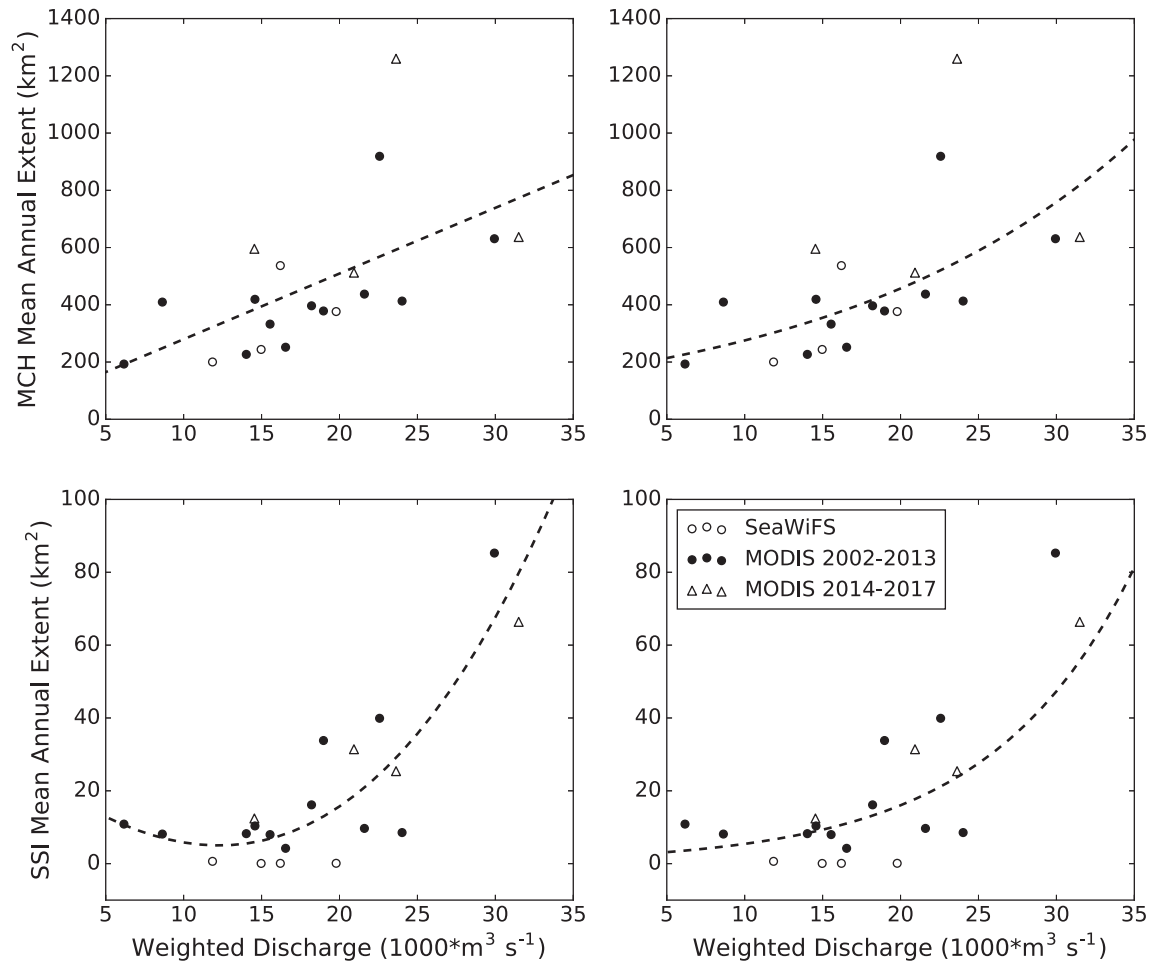 MCH Mean Annual Extent (km²)
1400
1200
1000
800
600
400
200
0
5 10 15 20 25 30 35
1400
1200
1000
800
600
400
200
0
5 10 15 20 25 30 35
SSI Mean Annual Extent (km²)
100
80
60
40
20
0
5 10 15 20 25 30 35
Weighted Discharge (1000*m³ s⁻¹)
100
80
60
40
20
0
SeaWiFS
MODIS 2002-2013
MODIS 2014-2017
5 10 15 20 25 30 35
Weighted Discharge (1000*m³ s⁻¹)